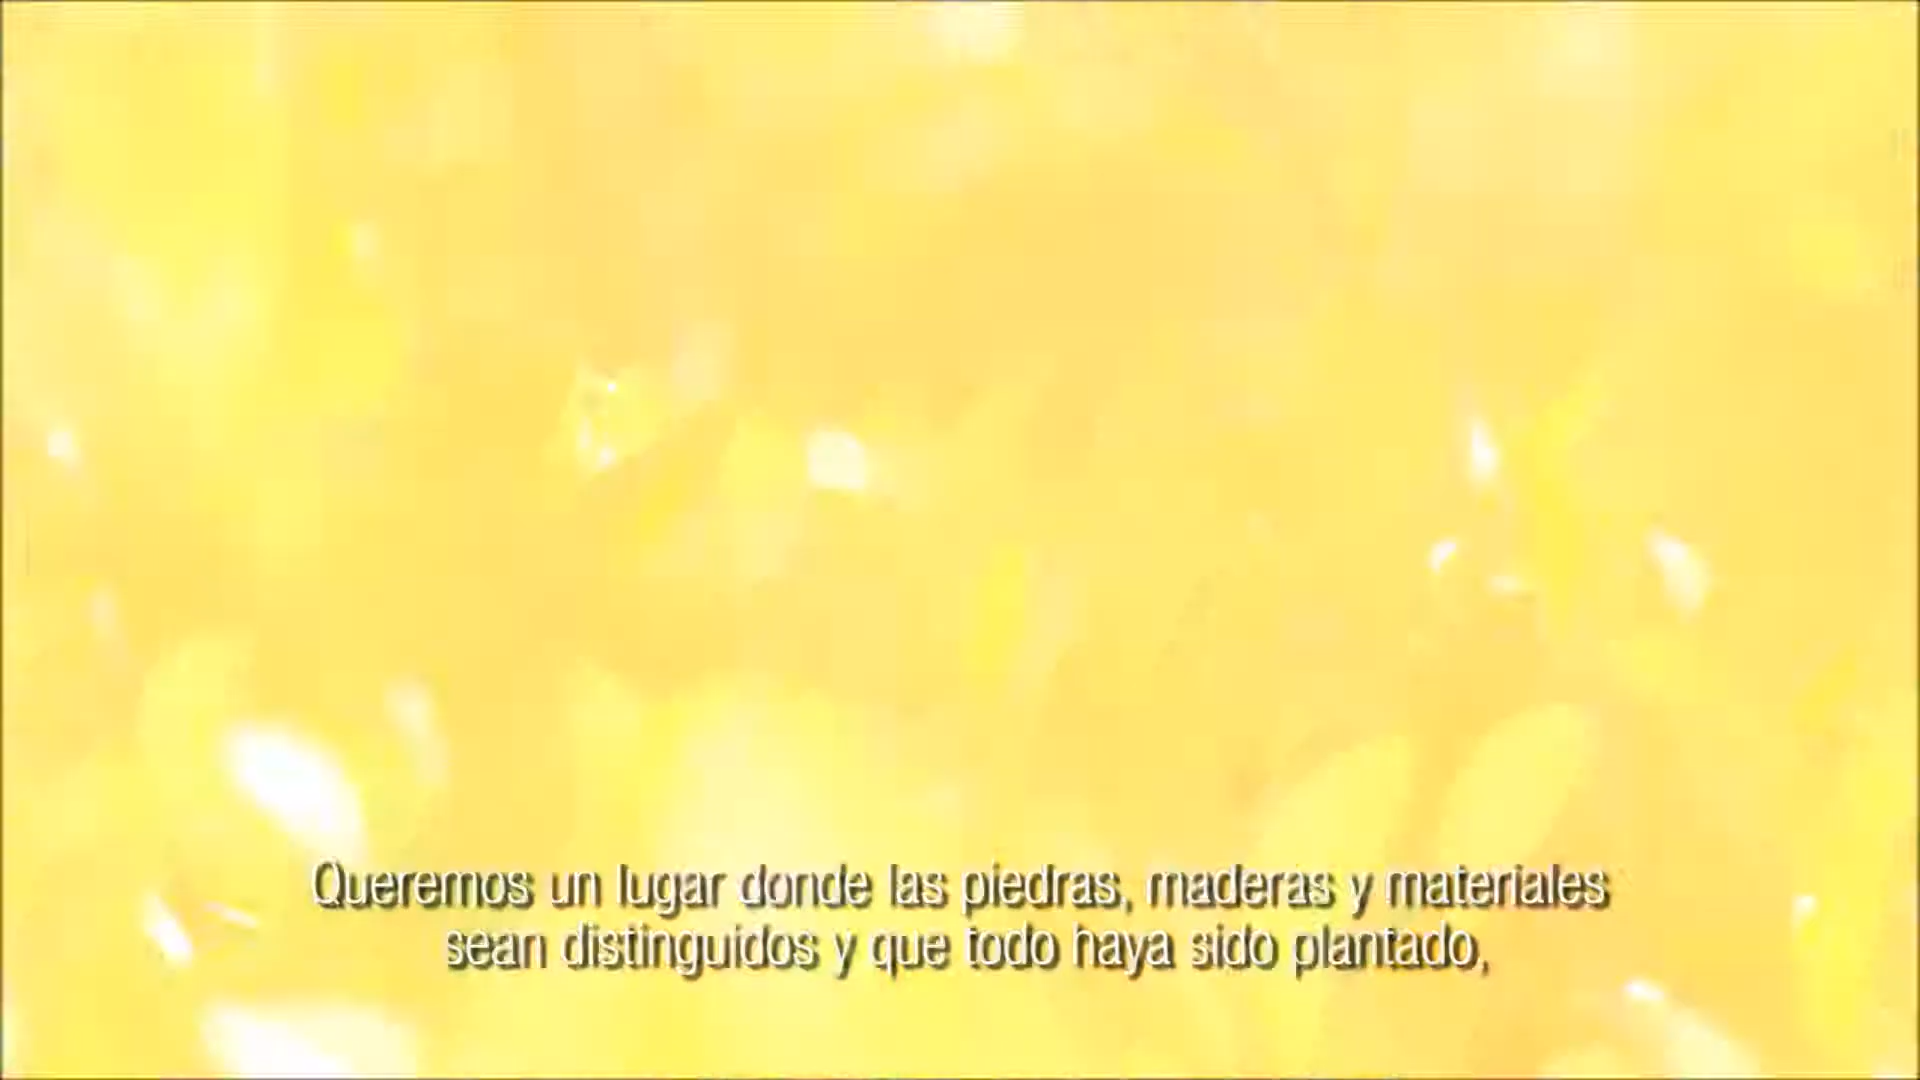 Queremos un lugar donde las piedras, maderas y materiales
sean distinguidos y que todo haya sido plantado,